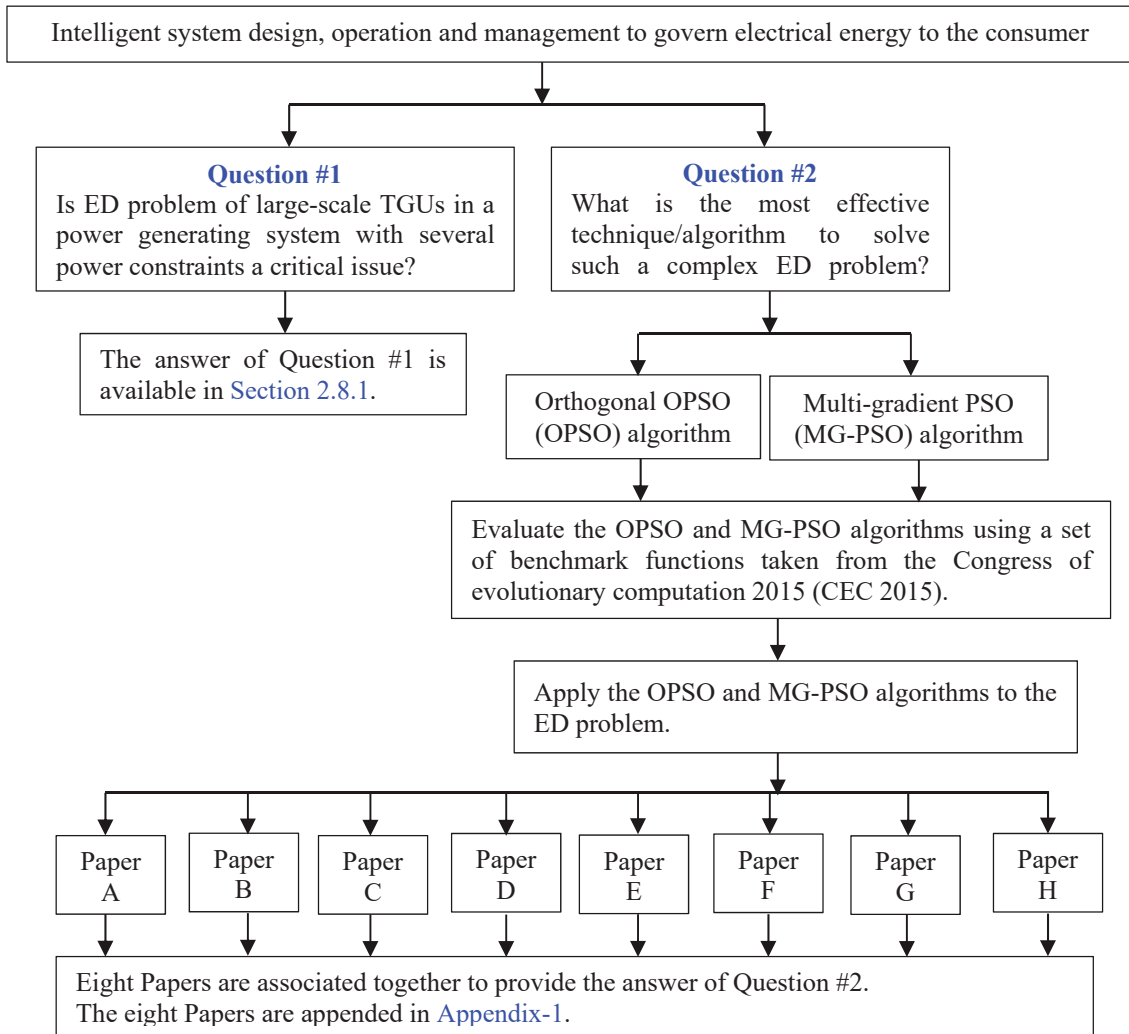 Intelligent system design, operation and management to govern electrical energy to the consumer
Question #1
Is ED problem of large-scale TGUs in a
power generating system with several
power constraints a critical issue?
Question #2
What is the most effective
technique/algorithm to solve
such a complex ED problem?
The answer of Question #1 is
available in Section 2.8.1.
Orthogonal OPSO
(OPSO) algorithm
Multi-gradient PSO
(MG-PSO) algorithm
Evaluate the OPSO and MG-PSO algorithms using a set
of benchmark functions taken from the Congress of
evolutionary computation 2015 (CEC 2015).
Apply the OPSO and MG-PSO algorithms to the
ED problem.
Paper
A
Paper
B
Paper
C
Paper
D
Paper
E
Paper
F
Paper
G
Paper
H
Eight Papers are associated together to provide the answer of Question #2.
The eight Papers are appended in Appendix-1.